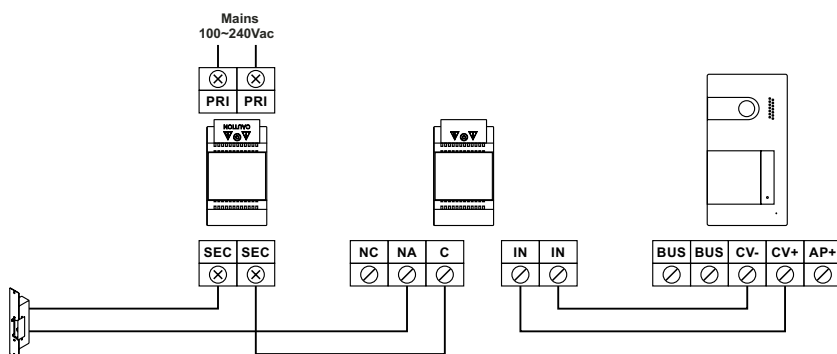 Mains
100~240Vac
PRI PRI
CAUTION
SEC SEC
NC NA C
IN IN
BUS BUS CV- CV+ AP+